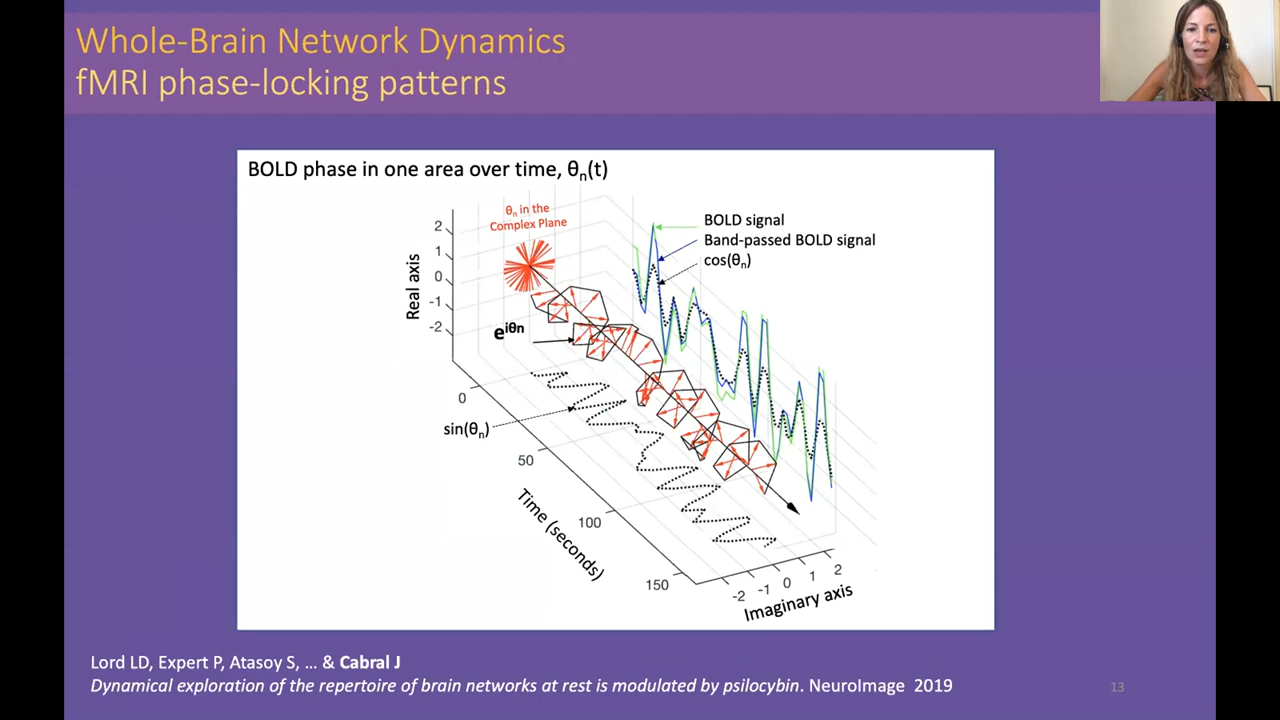 Whole-Brain Network Dynamics
fMRI phase-locking patterns
BOLD phase in one area over time, θn(t)
θn in the
Complex Plane
BOLD signal
Band-passed BOLD signal
cos(θn)
2
1
0
-1
-2
Real axis
e^iθn
sin(θn)
0
50
100
150
Time (seconds)
-2 -1 0 1 2
Imaginary axis
Lord LD, Expert P, Atasoy S, … & Cabral J
Dynamical exploration of the repertoire of brain networks at rest is modulated by psilocybin. NeuroImage 2019
13